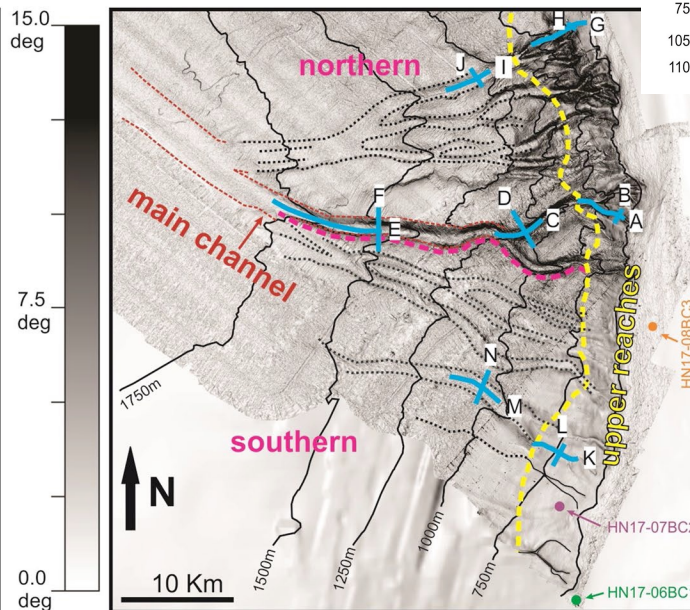 15.0
deg
7.5
deg
0.0
deg
75
105
110
H
G
northern
J
I
F
D
B
E
C
A
main channel
upper reaches
HN17-08BC3
1750m
N
M
southern
L
K
N
HN17-07BC2
1500m
1250m
1000m
750m
10 Km
HN17-06BC